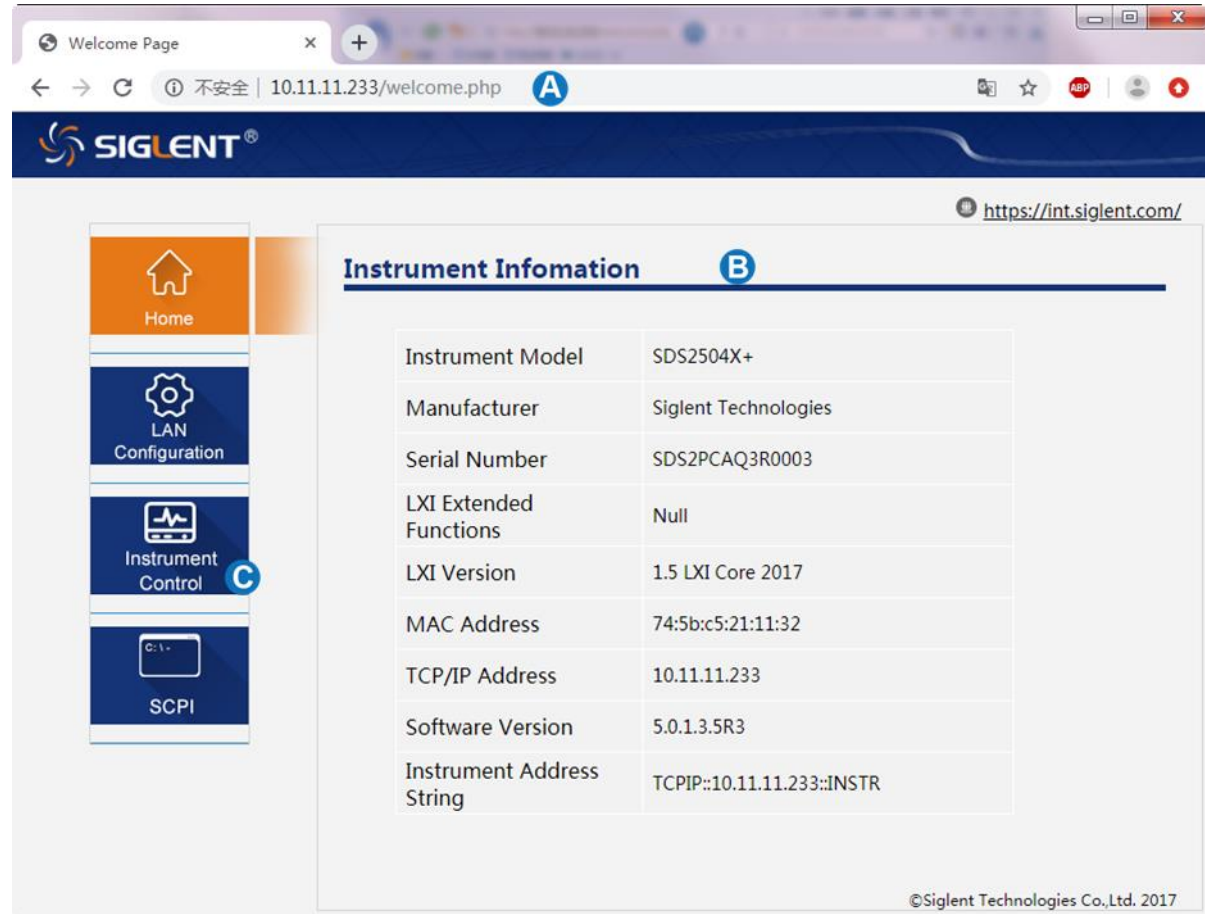 Welcome Page
不安全 | 10.11.11.233/welcome.php
A
ABP
SIGLENT®
https://int.siglent.com/
Home
LAN
Configuration
Instrument
Control
C
C:\-
SCPI
Instrument Infomation
B
Instrument Model SDS2504X+
Manufacturer Siglent Technologies
Serial Number SDS2PCAQ3R0003
LXI Extended
Functions Null
LXI Version 1.5 LXI Core 2017
MAC Address 74:5b:c5:21:11:32
TCP/IP Address 10.11.11.233
Software Version 5.0.1.3.5R3
Instrument Address
String TCPIP::10.11.11.233::INSTR
©Siglent Technologies Co.,Ltd. 2017